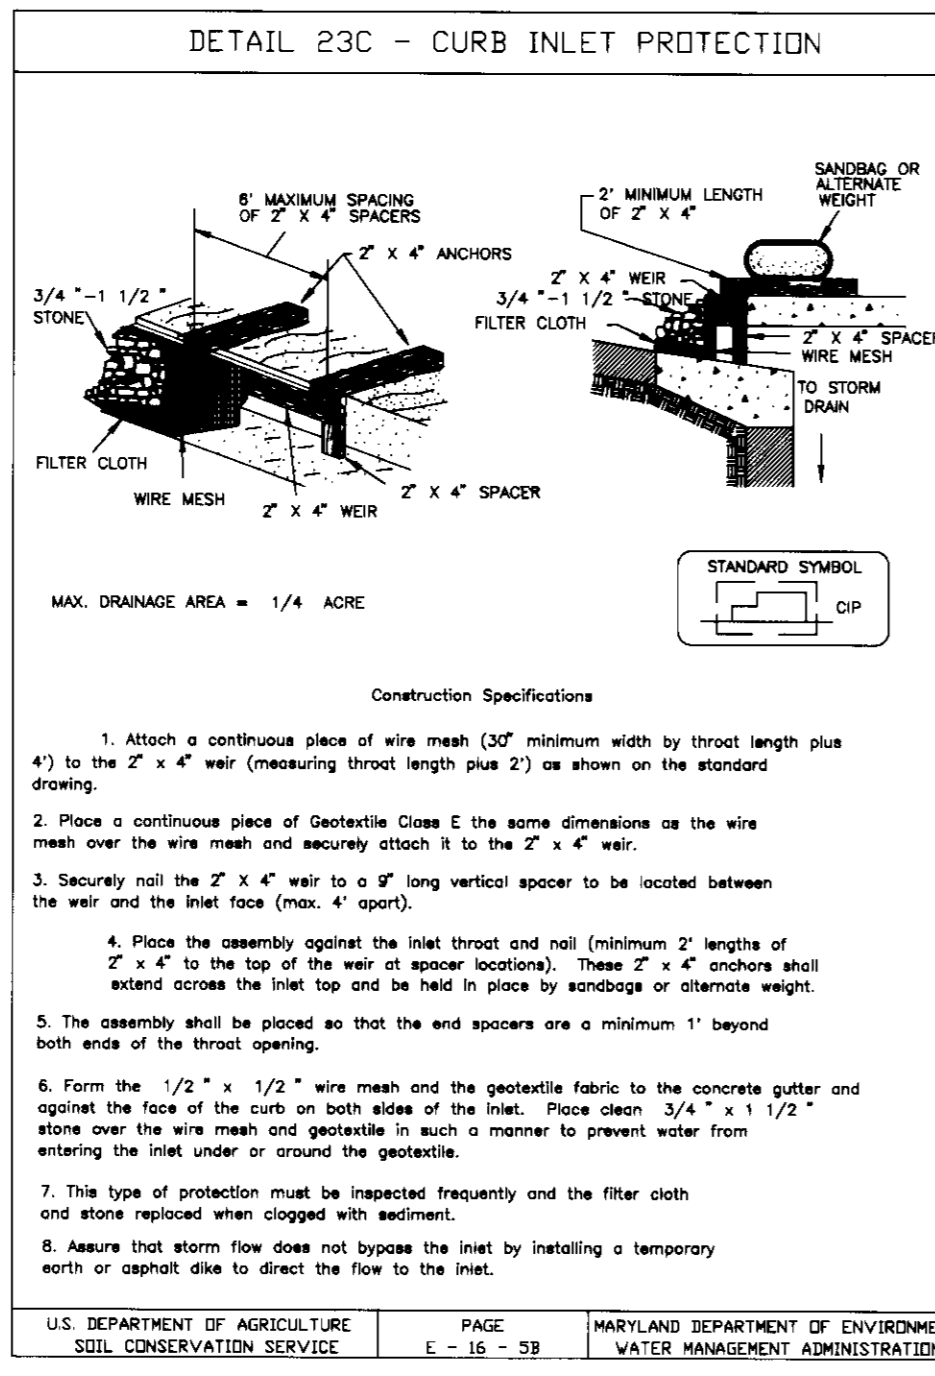 DETAIL 23C - CURB INLET PROTECTION
6' MAXIMUM SPACING
OF 2" X 4" SPACERS
2" X 4" ANCHORS
3/4 "-1 1/2 "
STONE
FILTER CLOTH
WIRE MESH
2" X 4" WEIR
2" X 4" SPACER
SANDBAG OR
ALTERNATE
WEIGHT
2' MINIMUM LENGTH
OF 2" X 4"
2" X 4" WEIR
3/4 "-1 1/2 "-STONE
FILTER CLOTH
2" X 4" SPACER
WIRE MESH
TO STORM
DRAIN
STANDARD SYMBOL
CIP
MAX. DRAINAGE AREA = 1/4 ACRE
Construction Specifications
1. Attach a continuous piece of wire mesh (30" minimum width by throat length plus
4') to the 2" x 4" weir (measuring throat length plus 2') as shown on the standard
drawing.
2. Place a continuous piece of Geotextile Class E the same dimensions as the wire
mesh over the wire mesh and securely attach it to the 2" x 4" weir.
3. Securely nail the 2" X 4" weir to a 9" long vertical spacer to be located between
the weir and the inlet face (max. 4' apart).
4. Place the assembly against the inlet throat and nail (minimum 2' lengths of
2" x 4" to the top of the weir at spacer locations). These 2" x 4" anchors shall
extend across the inlet top and be held in place by sandbags or alternate weight.
5. The assembly shall be placed so that the end spacers are a minimum 1' beyond
both ends of the throat opening.
6. Form the 1/2 " x 1/2 " wire mesh and the geotextile fabric to the concrete gutter and
against the face of the curb on both sides of the inlet. Place clean 3/4 " x 1 1/2 "
stone over the wire mesh and geotextile in such a manner to prevent water from
entering the inlet under or around the geotextile.
7. This type of protection must be inspected frequently and the filter cloth
and stone replaced when clogged with sediment.
8. Assure that storm flow does not bypass the inlet by installing a temporary
earth or asphalt dike to direct the flow to the inlet.
U.S. DEPARTMENT OF AGRICULTURE
SOIL CONSERVATION SERVICE
PAGE
E - 16 - 5B
MARYLAND DEPARTMENT OF ENVIRONME
WATER MANAGEMENT ADMINISTRATION